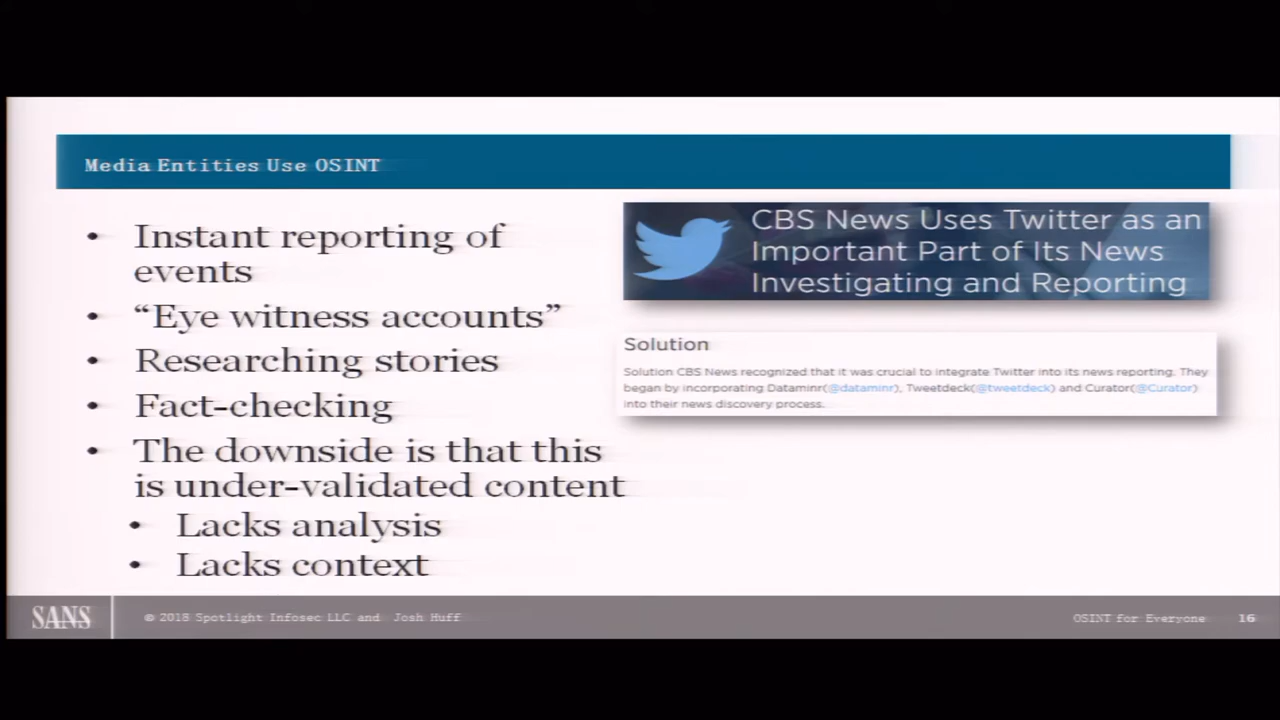 Media Entities Use OSINT
• Instant reporting of
events
• “Eye witness accounts”
• Researching stories
• Fact-checking
• The downside is that this
is under-validated content
• Lacks analysis
• Lacks context
CBS News Uses Twitter as an
Important Part of Its News
Investigating and Reporting
Solution
Solution CBS News recognized that it was crucial to integrate Twitter into its news reporting. They
began by incorporating Dataminr(@dataminr), Tweetdeck(@tweetdeck) and Curator(@Curator)
into their news discovery process.
SANS
© 2018 Spotlight Infosec LLC and Josh Huff
OSINT for Everyone 16